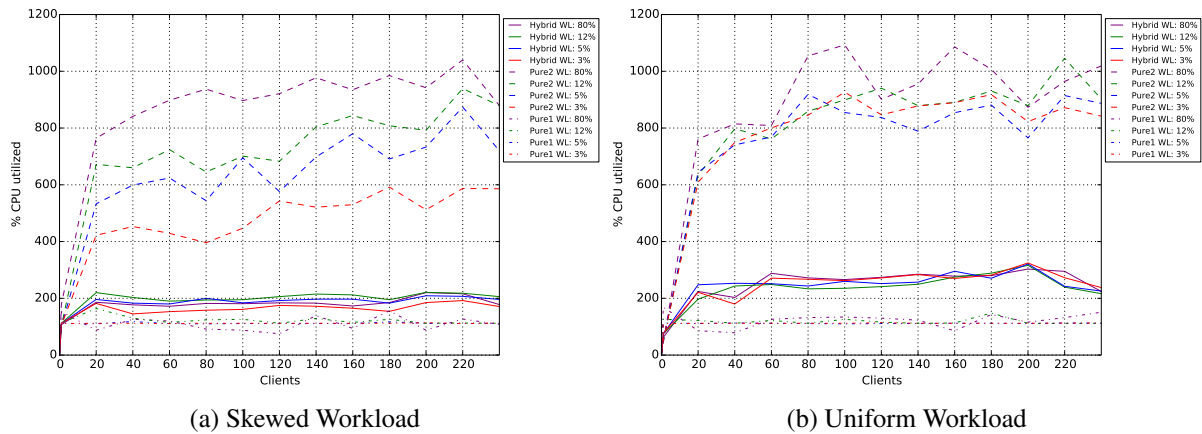 1200
1000
800
600
400
200
0
% CPU utilized
0 20 40 60 80 100 120 140 160 180 200 220
Clients
Hybrid WL: 80%
Hybrid WL: 12%
Hybrid WL: 5%
Hybrid WL: 3%
Pure2 WL: 80%
Pure2 WL: 12%
Pure2 WL: 5%
Pure2 WL: 3%
Pure1 WL: 80%
Pure1 WL: 12%
Pure1 WL: 5%
Pure1 WL: 3%
(a) Skewed Workload
1200
1000
800
600
400
200
0
% CPU utilized
0 20 40 60 80 100 120 140 160 180 200 220
Clients
Hybrid WL: 80%
Hybrid WL: 12%
Hybrid WL: 5%
Hybrid WL: 3%
Pure2 WL: 80%
Pure2 WL: 12%
Pure2 WL: 5%
Pure2 WL: 3%
Pure1 WL: 80%
Pure1 WL: 12%
Pure1 WL: 5%
Pure1 WL: 3%
(b) Uniform Workload